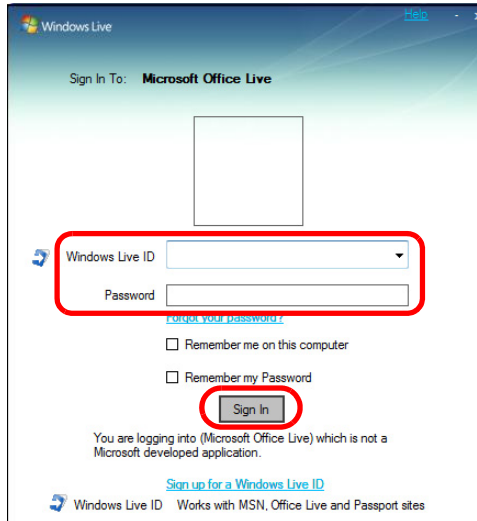 Help -
Windows Live
Sign In To: Microsoft Office Live
Windows Live ID
Password
Forgot your password?
Remember me on this computer
Remember my Password
Sign In
You are logging into (Microsoft Office Live) which is not a
Microsoft developed application.
Sign up for a Windows Live ID
Windows Live ID Works with MSN, Office Live and Passport sites